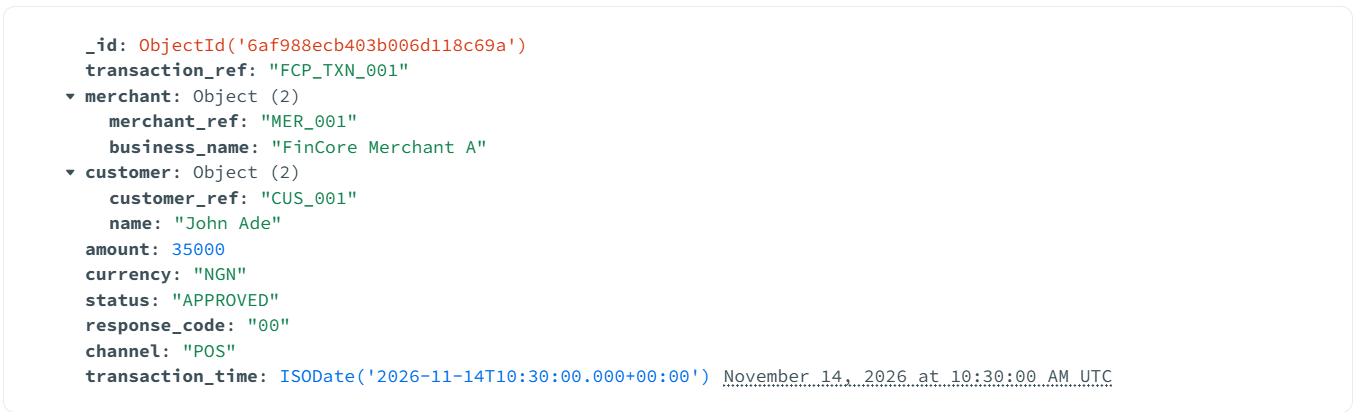 _id: ObjectId('6af988ecb403b006d118c69a')
transaction_ref: "FCP_TXN_001"
merchant: Object (2)
merchant_ref: "MER_001"
business_name: "FinCore Merchant A"
customer: Object (2)
customer_ref: "CUS_001"
name: "John Ade"
amount: 35000
currency: "NGN"
status: "APPROVED"
response_code: "00"
channel: "POS"
transaction_time: ISODate('2026-11-14T10:30:00.000+00:00') November 14, 2026 at 10:30:00 AM UTC